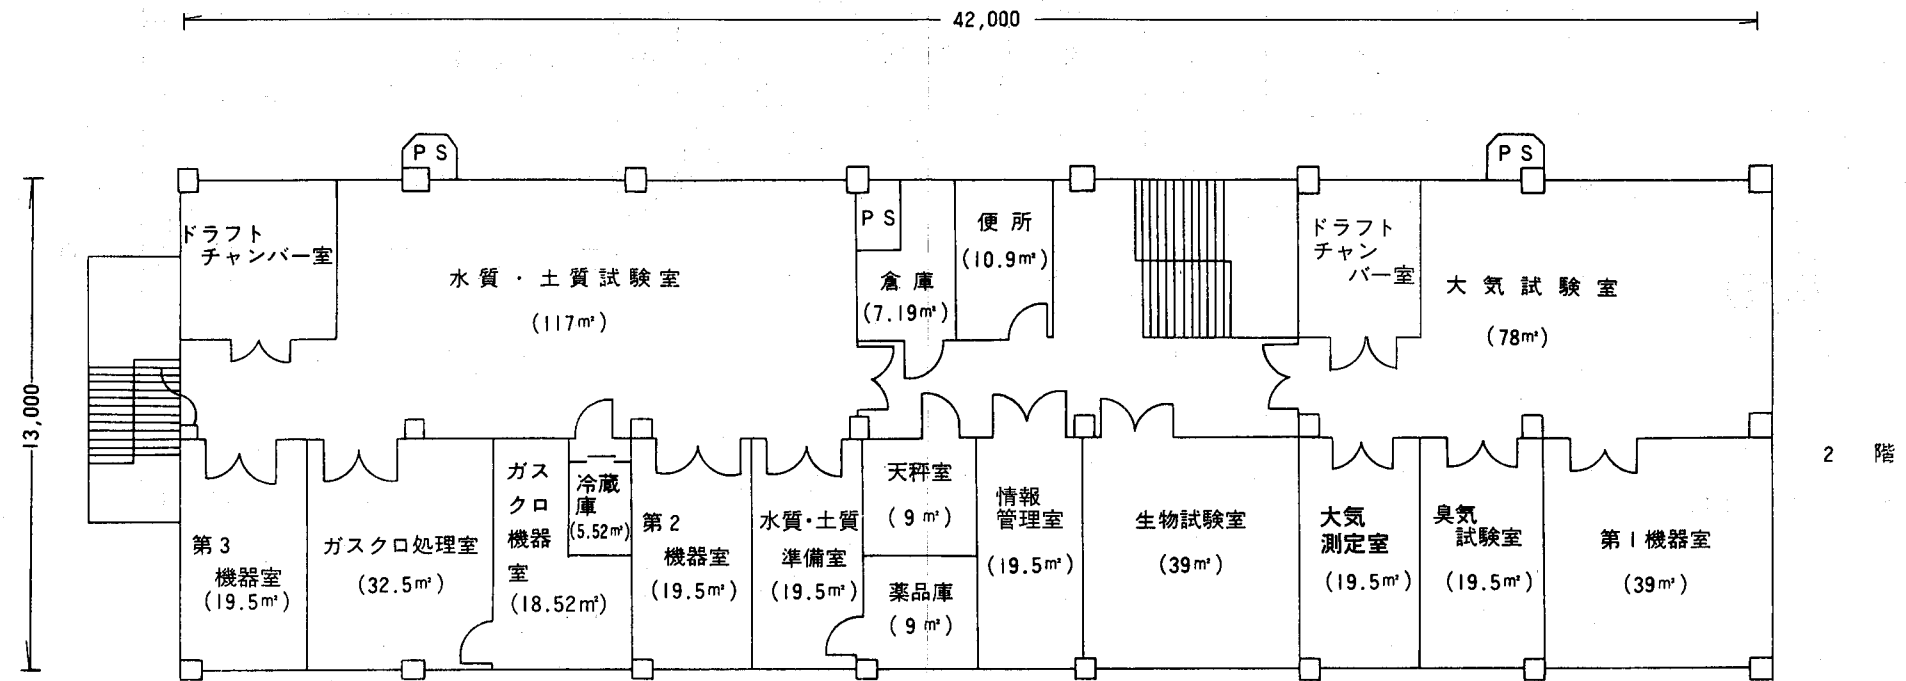 42,000
13,000
PS
PS
ドラフト
チャンバー室
水質・土質試験室
(117㎡)
PS
倉庫
(7.19㎡)
便所
(10.9㎡)
ドラフト
チャン
バー室
大気試験室
(78㎡)
2 階
第3
機器室
(19.5㎡)
ガスクロ処理室
(32.5㎡)
ガス
クロ
機器
室
(18.52㎡)
冷蔵
庫
(5.52㎡)
第2
機器室
(19.5㎡)
水質・土質
準備室
(19.5㎡)
天秤室
(9㎡)
薬品庫
(9㎡)
情報
管理室
(19.5㎡)
生物試験室
(39㎡)
大気
測定室
(19.5㎡)
臭気
試験室
(19.5㎡)
第1機器室
(39㎡)